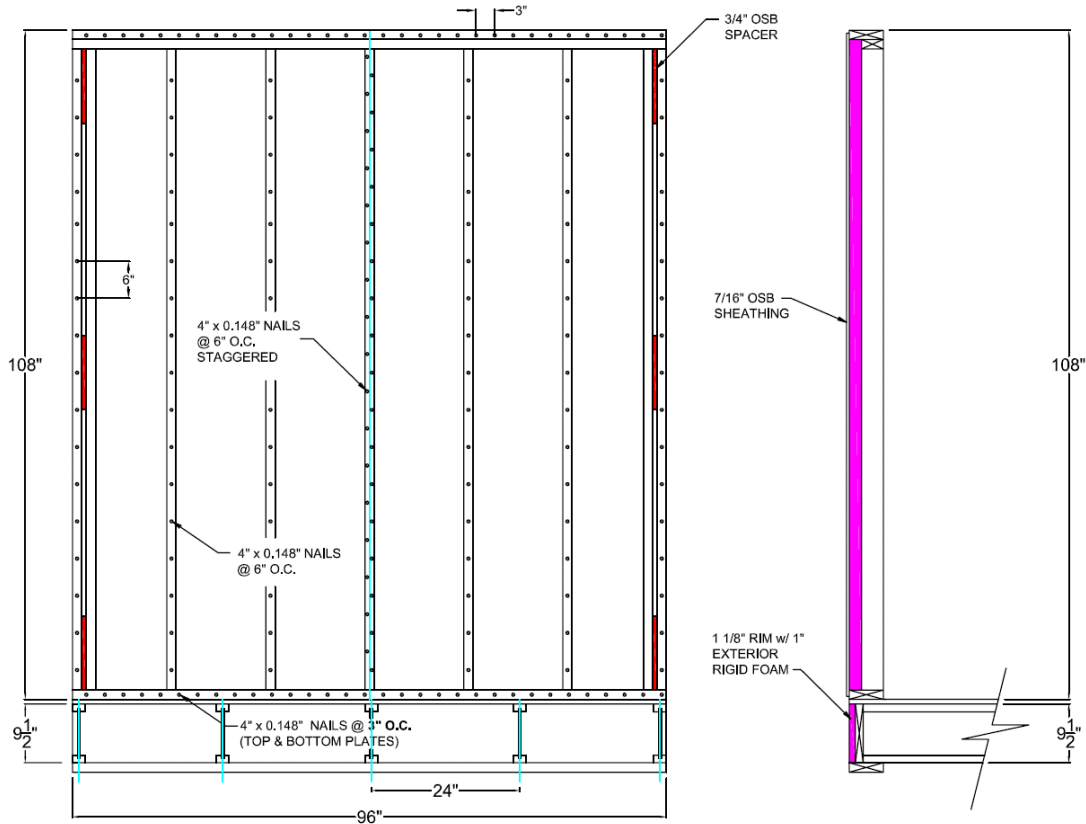 3"
3/4" OSB
SPACER
6"
4" x 0.148" NAILS
@ 6" O.C.
STAGGERED
7/16" OSB
SHEATHING
108"
108"
4" x 0.148" NAILS
@ 6" O.C.
1 1/8" RIM w/ 1"
EXTERIOR
RIGID FOAM
4" x 0.148" NAILS @ 3" O.C.
(TOP & BOTTOM PLATES)
9 1/2"
9 1/2"
24"
96"